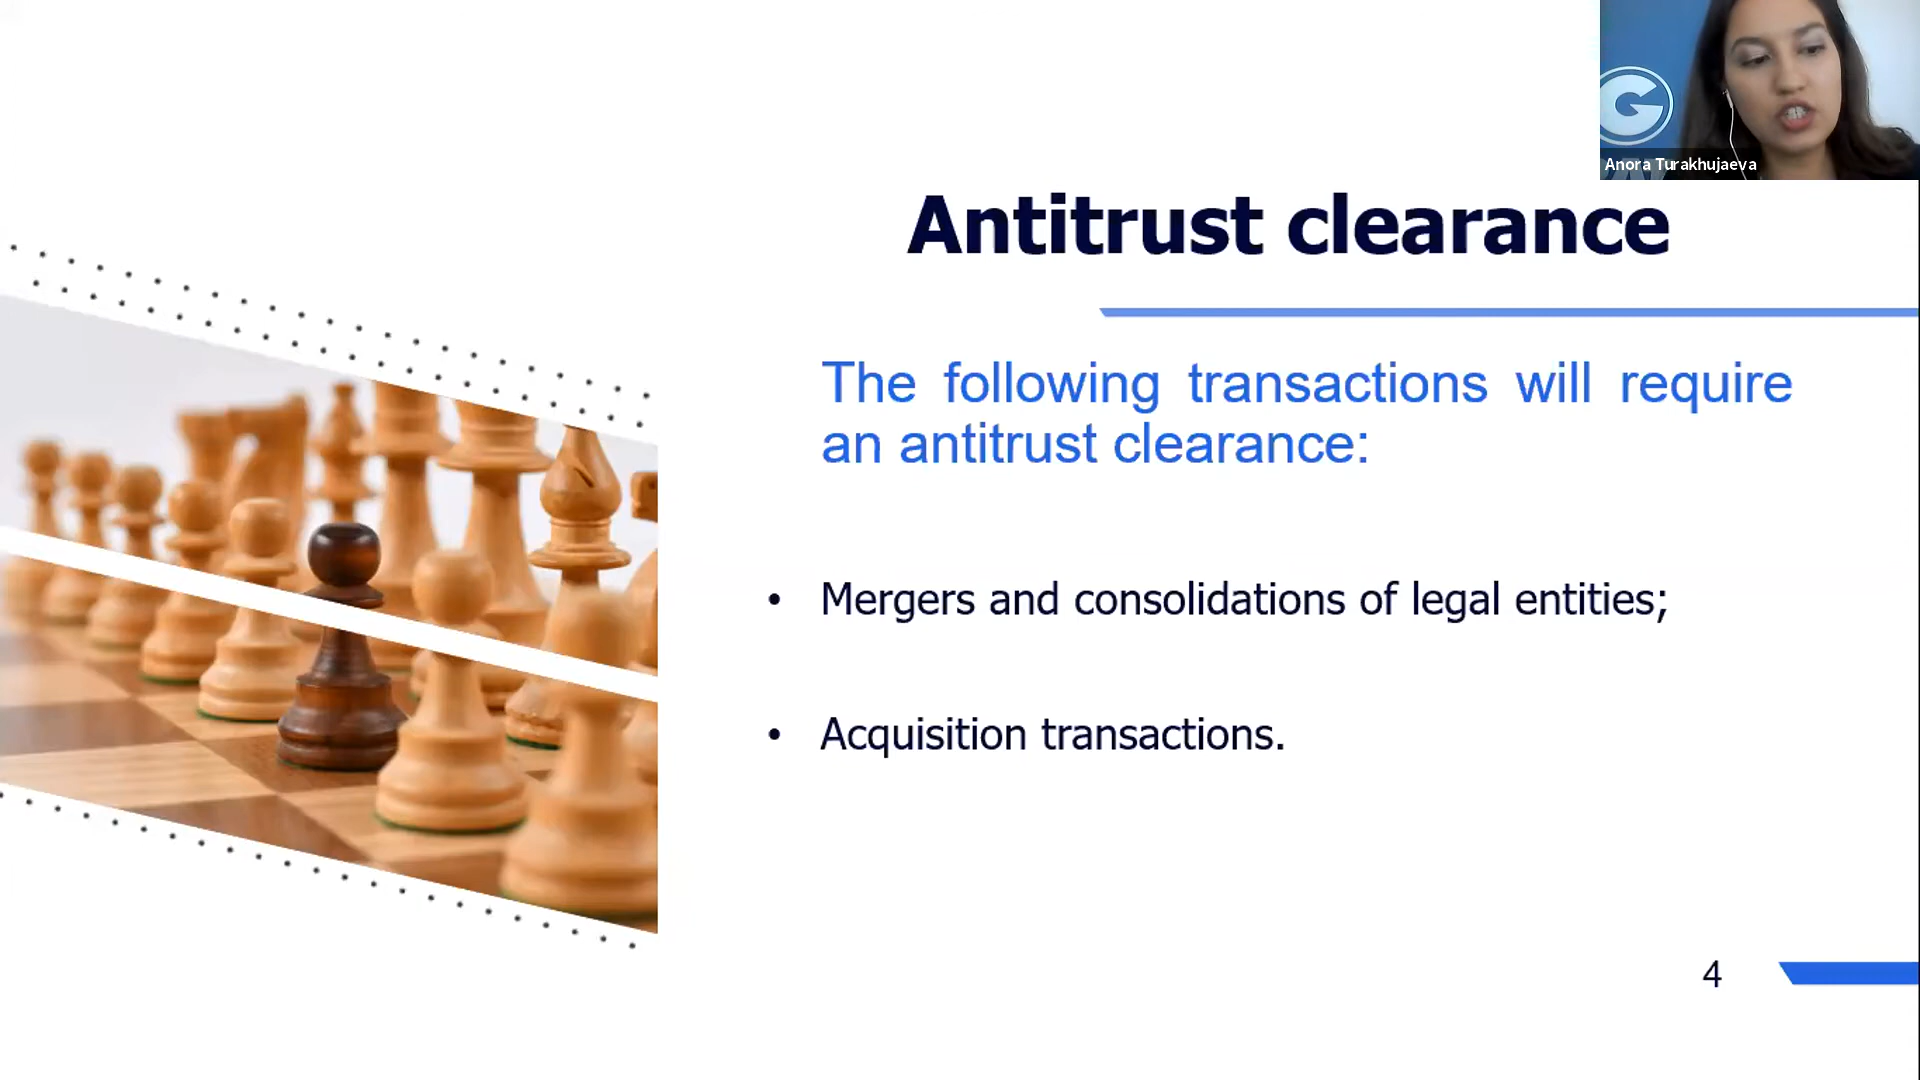 Anora Turakhujaeva
Antitrust clearance
The following transactions will require
an antitrust clearance:
• Mergers and consolidations of legal entities;
• Acquisition transactions.
4